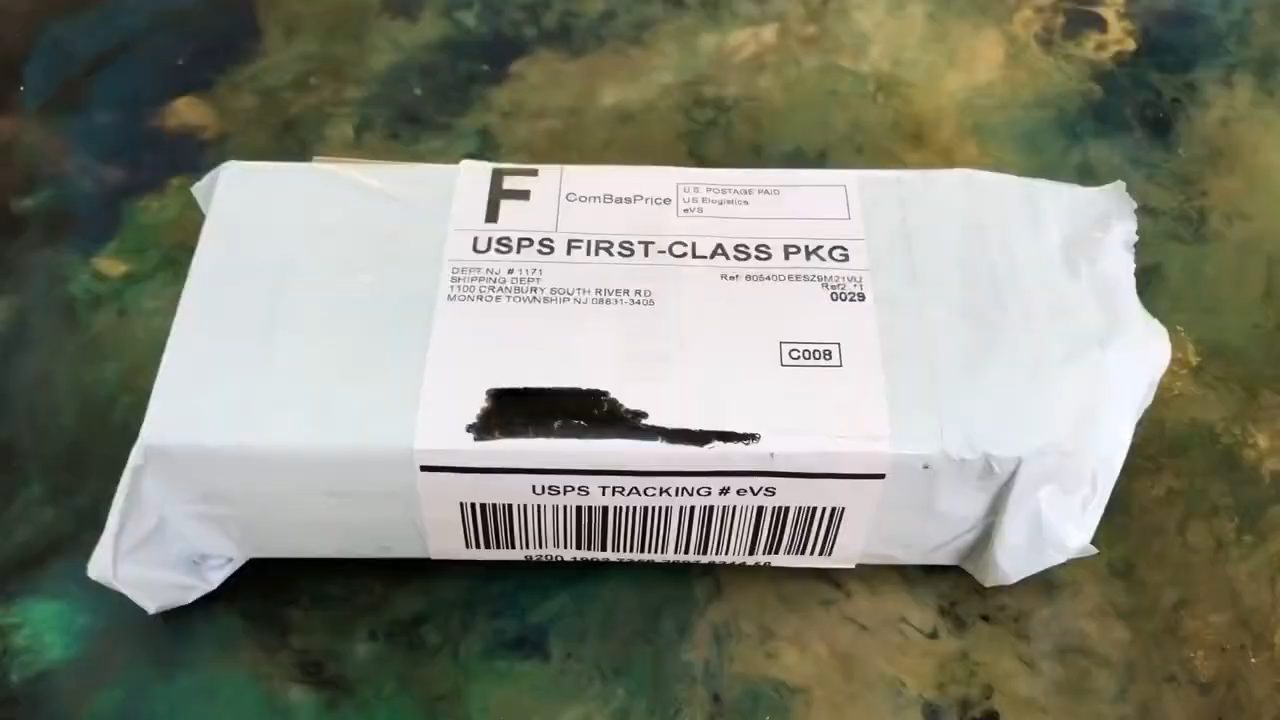 F
ComBasPrice
U.S. POSTAGE PAID
US Elogistics
eVS
USPS FIRST-CLASS PKG
DEPT NJ #1171
SHIPPING DEPT
1100 CRANBURY SOUTH RIVER RD
MONROE TOWNSHIP NJ 08831-3405
Ref:
Ref2: *1
0029
C008
USPS TRACKING # eVS